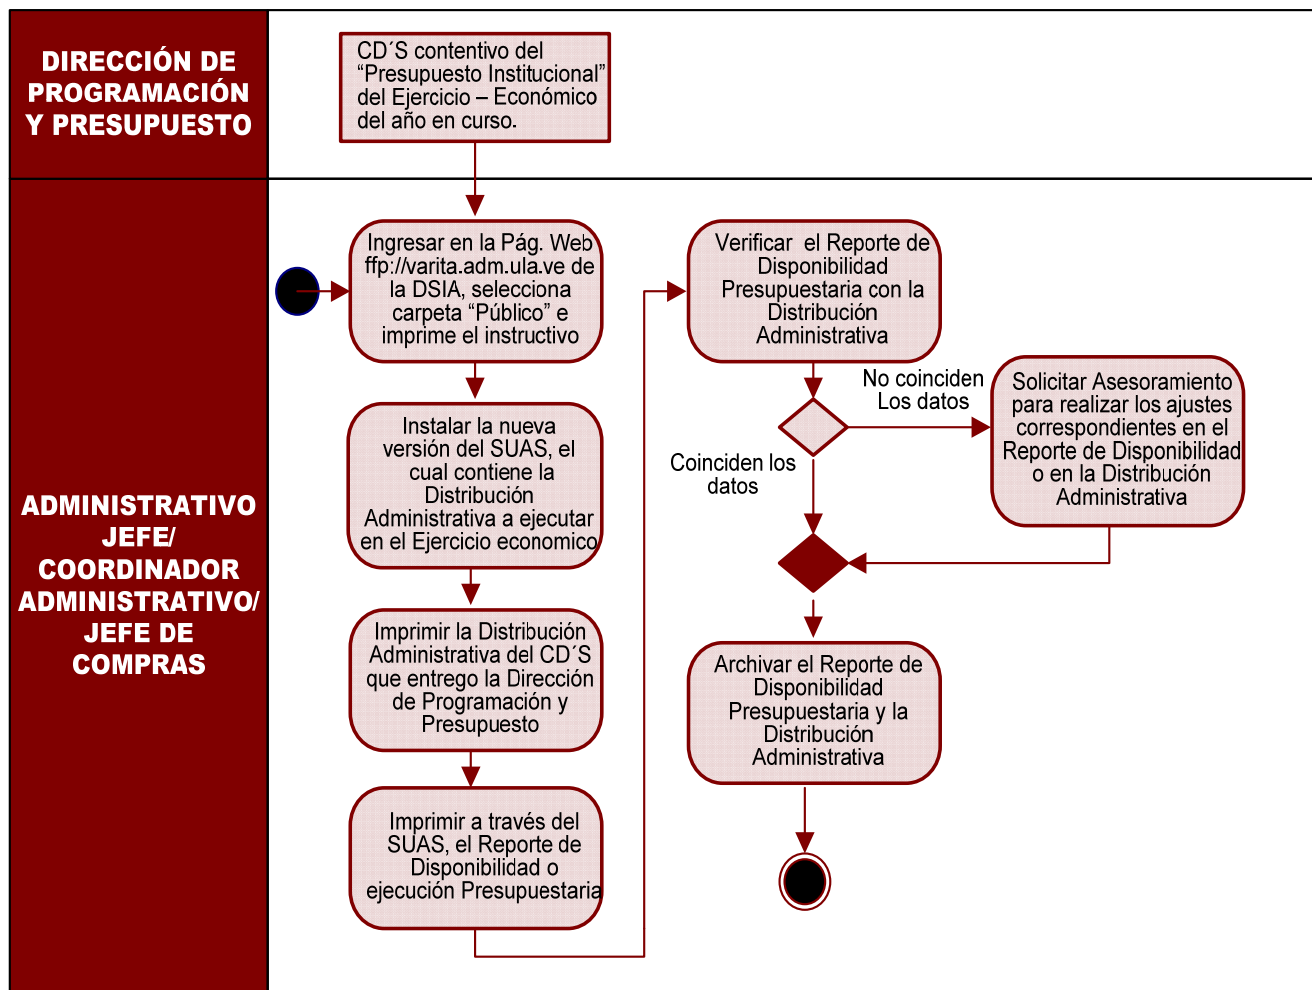 DIRECCIÓN DE
PROGRAMACIÓN
Y PRESUPUESTO
CD´S contentivo del
“Presupuesto Institucional”
del Ejercicio – Económico
del año en curso.
ADMINISTRATIVO
JEFE/
COORDINADOR
ADMINISTRATIVO/
JEFE DE
COMPRAS
Ingresar en la Pág. Web
ffp://varita.adm.ula.ve de
la DSIA, selecciona
carpeta “Público” e
imprime el instructivo
Instalar la nueva
versión del SUAS, el
cual contiene la
Distribución
Administrativa a ejecutar
en el Ejercicio economico
Imprimir la Distribución
Administrativa del CD´S
que entrego la Dirección
de Programación y
Presupuesto
Imprimir a través del
SUAS, el Reporte de
Disponibilidad o
ejecución Presupuestaria
Verificar el Reporte de
Disponibilidad
Presupuestaria con la
Distribución
Administrativa
No coinciden
Los datos
Solicitar Asesoramiento
para realizar los ajustes
correspondientes en el
Reporte de Disponibilidad
o en la Distribución
Administrativa
Coinciden los
datos
Archivar el Reporte de
Disponibilidad
Presupuestaria y la
Distribución
Administrativa